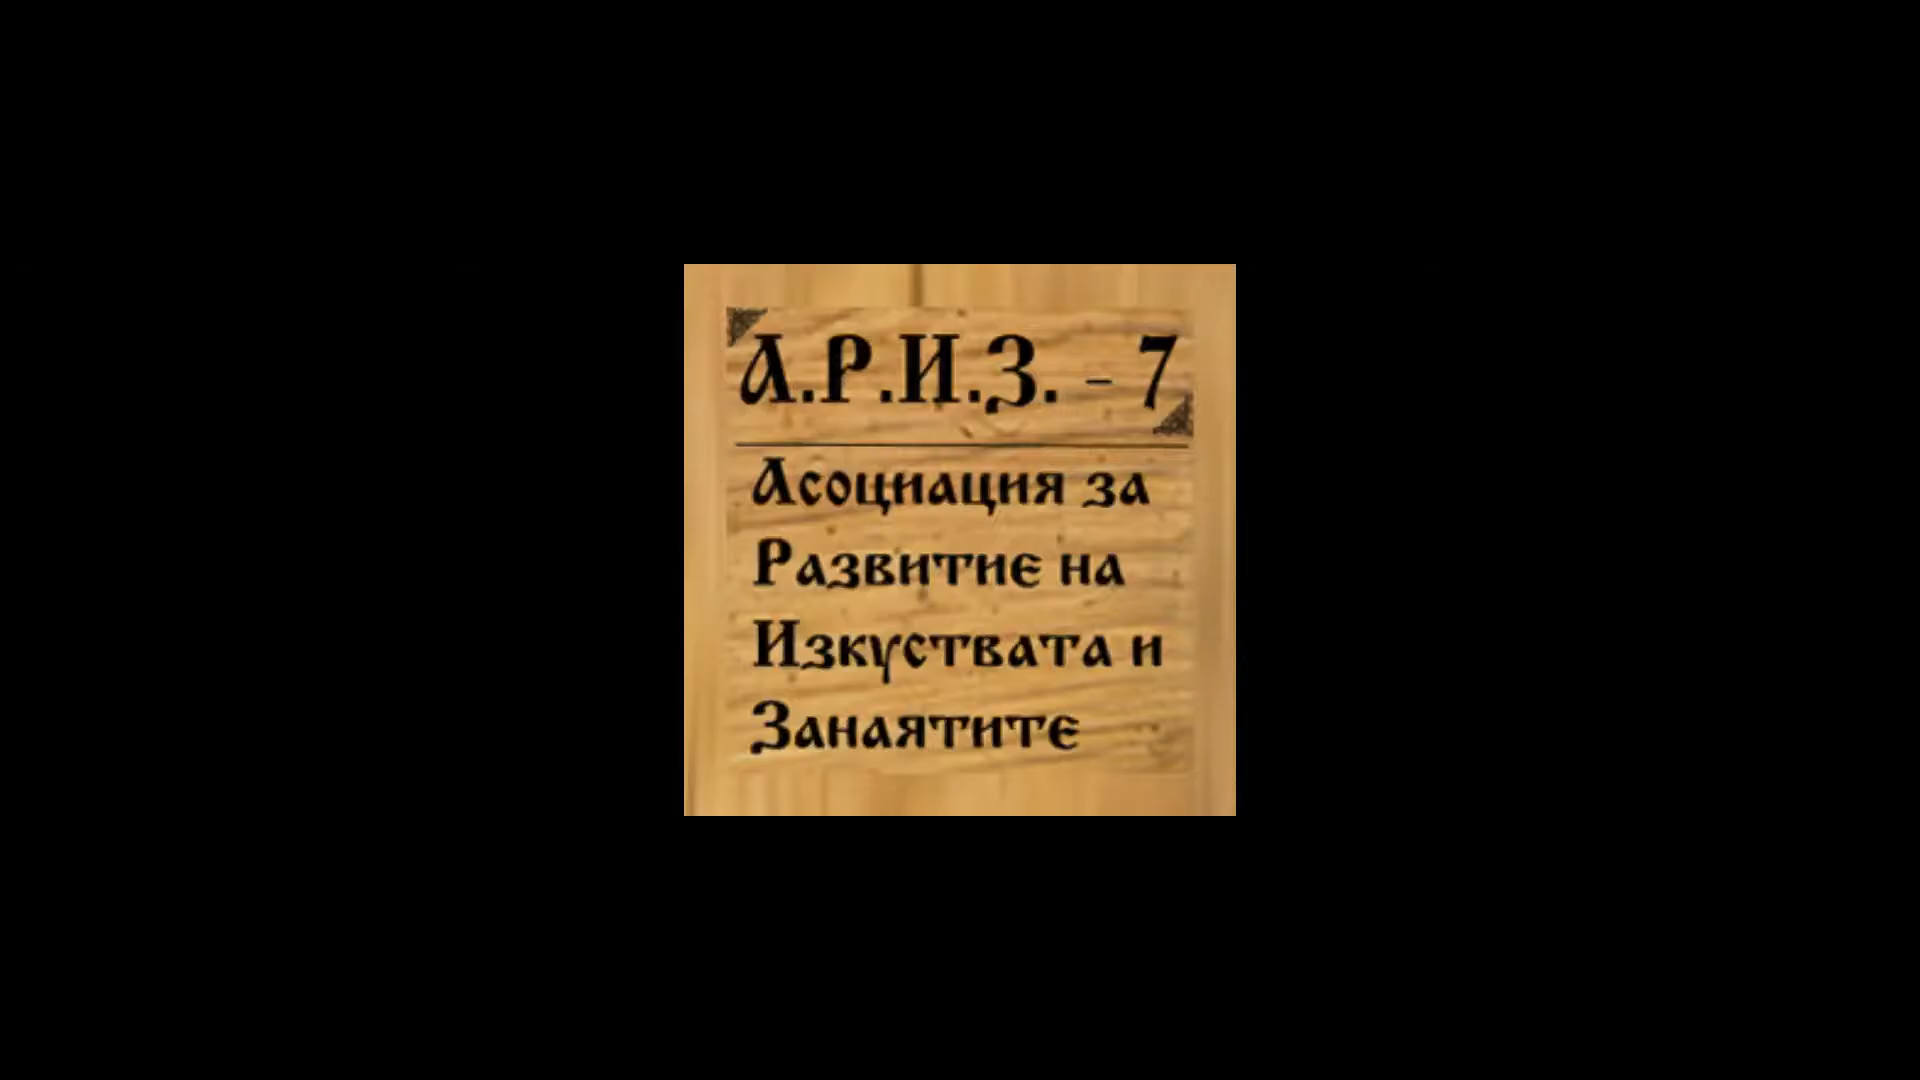 А.Р.И.З. - 7
Асоциация за
Развитие на
Изкуствата и
Занаятите